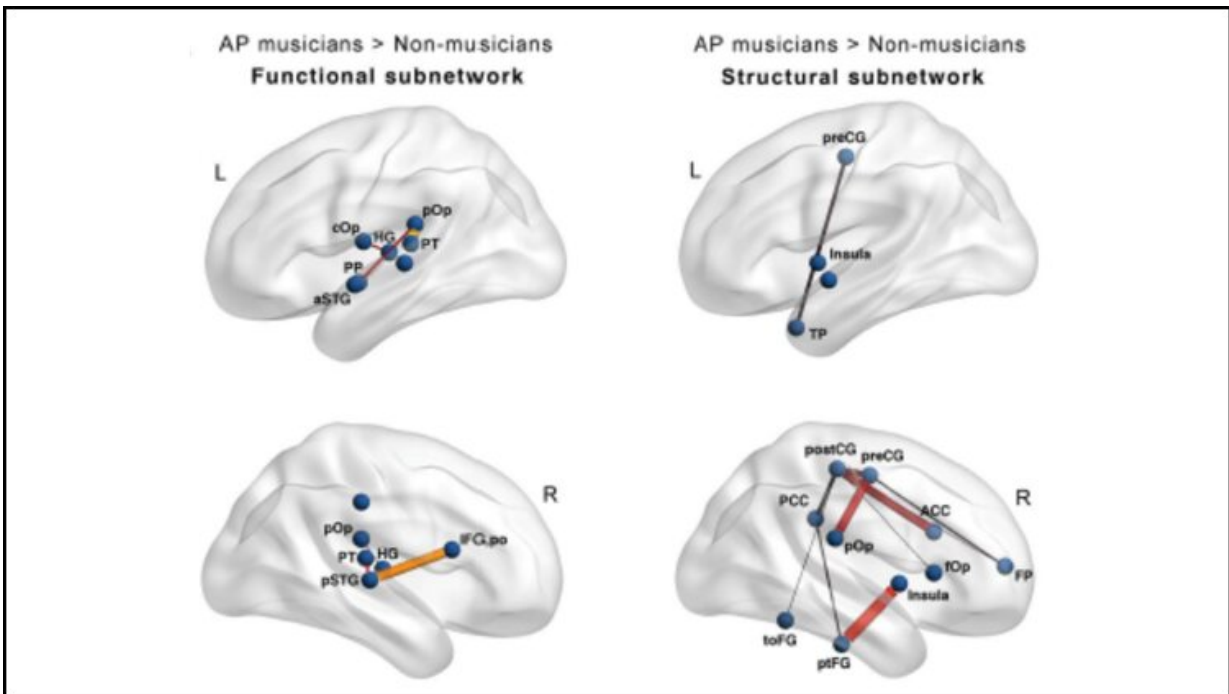 AP musicians > Non-musicians
Functional subnetwork
L
cOp
HG
pOp
PT
PP
aSTG
R
pOp
PT
HG
pSTG
IFG.po
AP musicians > Non-musicians
Structural subnetwork
L
preCG
Insula
TP
postCG
preCG
R
PCC
ACC
pOp
fOp
FP
Insula
toFG
ptFG